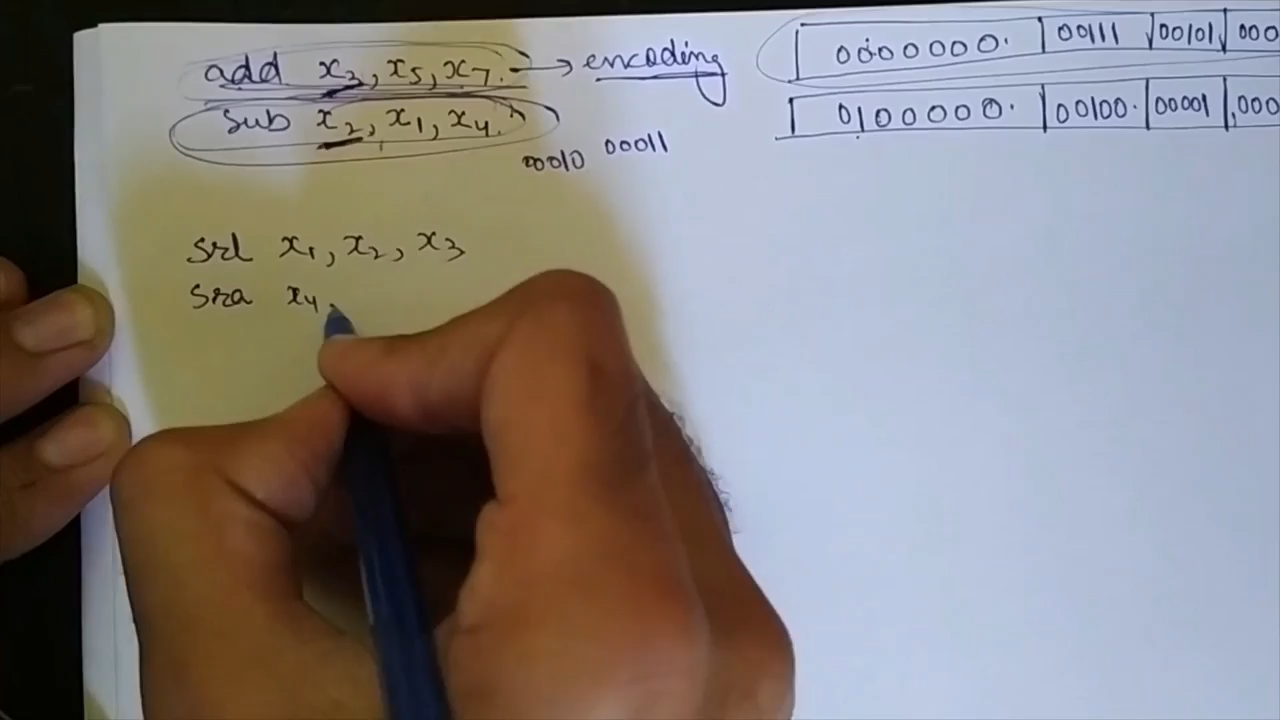 add x3, x5, x7. → encoding
0000000. 00111 00101 000
sub x2, x1, x4.
0100000. 00100. 00001 000
00010 00011
srl x1, x2, x3
sra x4,